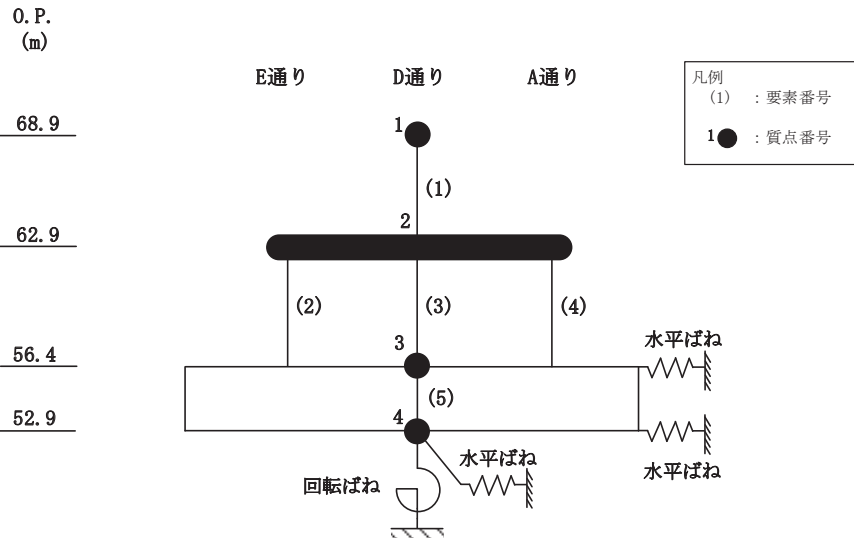 O.P.
(m)
E通り D通り A通り
凡例
(1) : 要素番号
1 : 質点番号
68.9
1
(1)
2
62.9
(2) (3) (4)
3
水平ばね
56.4
(5)
52.9
4
水平ばね
水平ばね
回転ばね